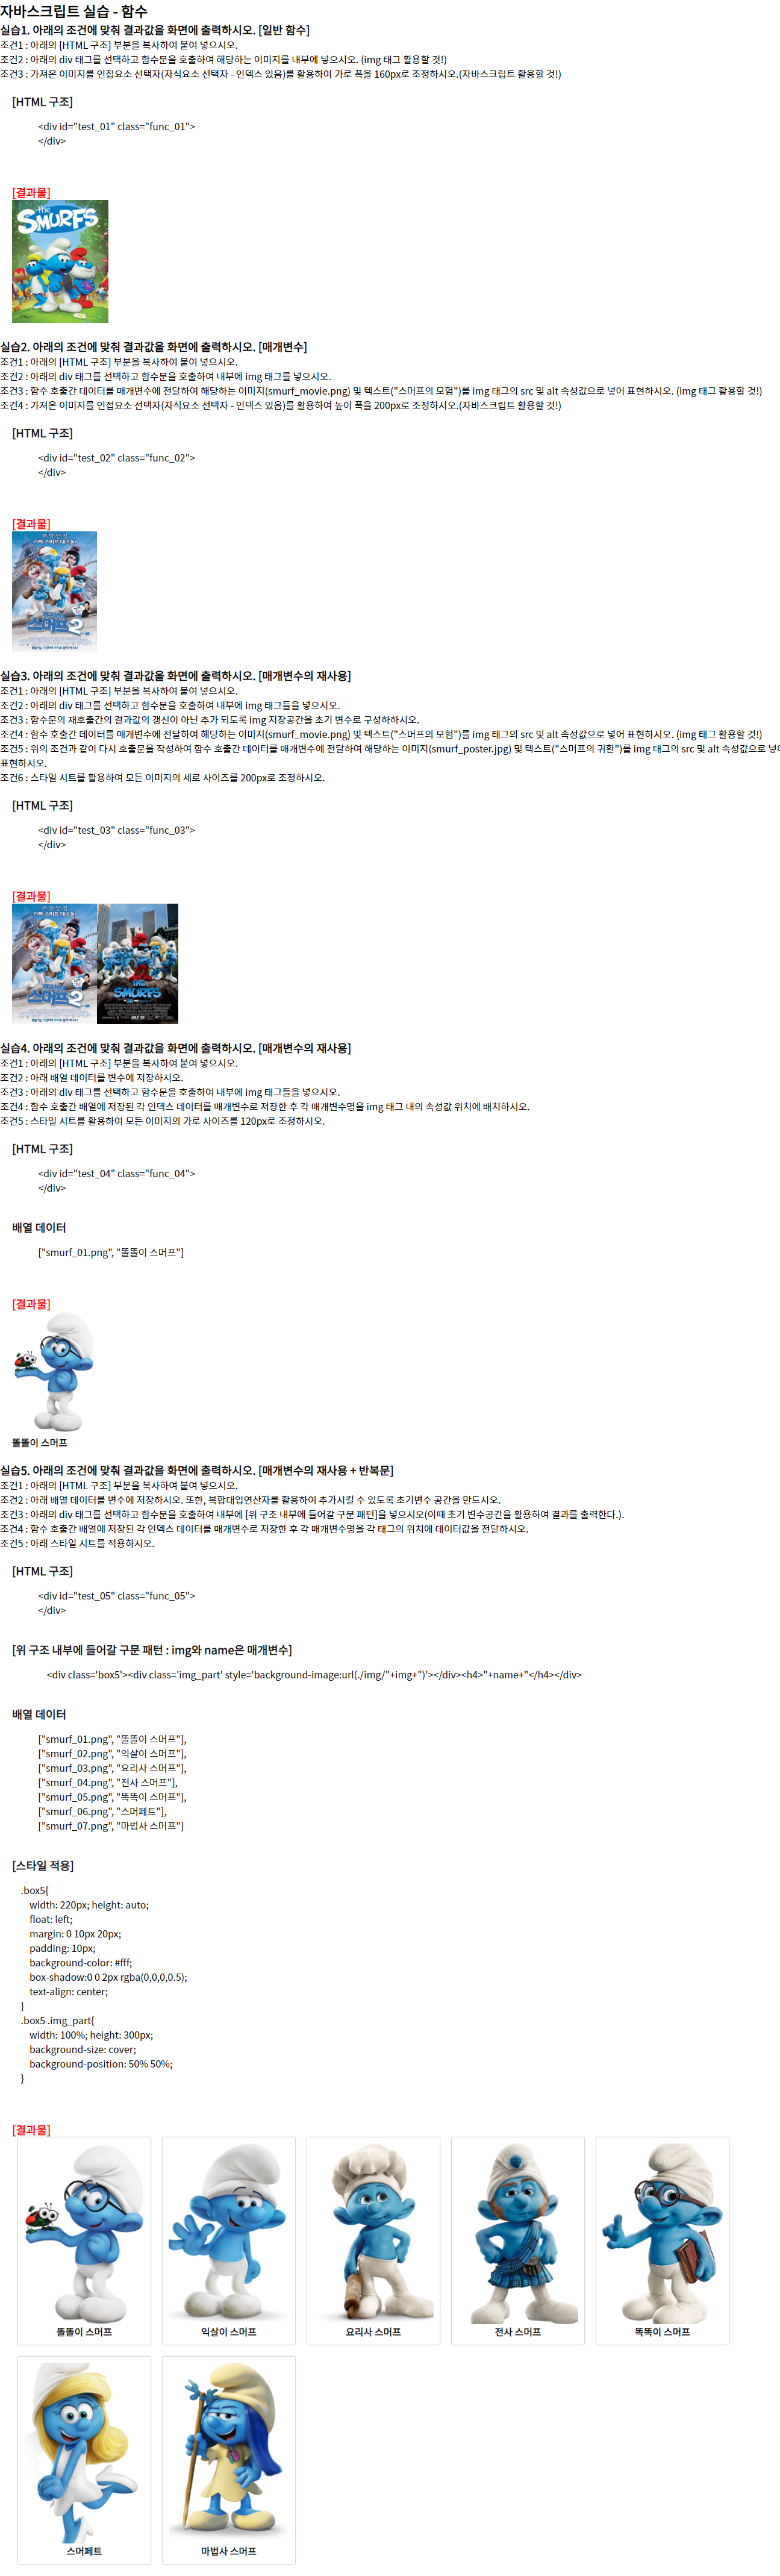 자바스크립트 실습 - 함수
실습1. 아래의 조건에 맞춰 결과값을 화면에 출력하시오. [일반 함수]
조건1 : 아래의 [HTML 구조] 부분을 복사하여 붙여 넣으시오.
조건2 : 아래의 div 태그를 선택하고 함수문을 호출하여 해당하는 이미지를 내부에 넣으시오. (img 태그 활용할 것!)
조건3 : 가져온 이미지를 인접요소 선택자(자식요소 선택자 - 인덱스 있음)를 활용하여 가로 폭을 160px로 조정하시오.(자바스크립트 활용할 것!)
[HTML 구조]
<div id="test_01" class="func_01">
</div>
[결과물]
the
SMURFS
실습2. 아래의 조건에 맞춰 결과값을 화면에 출력하시오. [매개변수]
조건1 : 아래의 [HTML 구조] 부분을 복사하여 붙여 넣으시오.
조건2 : 아래의 div 태그를 선택하고 함수문을 호출하여 내부에 img 태그를 넣으시오.
조건3 : 함수 호출간 데이터를 매개변수에 전달하여 해당하는 이미지(smurf_movie.png) 및 텍스트("스머프의 모험")를 img 태그의 src 및 alt 속성값으로 넣어 표현하시오. (img 태그 활용할 것!)
조건4 : 가져온 이미지를 인접요소 선택자(자식요소 선택자 - 인덱스 있음)를 활용하여 높이 폭을 200px로 조정하시오.(자바스크립트 활용할 것!)
[HTML 구조]
<div id="test_02" class="func_02">
</div>
[결과물]
스머프2
실습3. 아래의 조건에 맞춰 결과값을 화면에 출력하시오. [매개변수의 재사용]
조건1 : 아래의 [HTML 구조] 부분을 복사하여 붙여 넣으시오.
조건2 : 아래의 div 태그를 선택하고 함수문을 호출하여 내부에 img 태그들을 넣으시오.
조건3 : 함수문의 재호출간의 결과값의 갱신이 아닌 추가 되도록 img 저장공간을 초기 변수로 구성하하시오.
조건4 : 함수 호출간 데이터를 매개변수에 전달하여 해당하는 이미지(smurf_movie.png) 및 텍스트("스머프의 모험")를 img 태그의 src 및 alt 속성값으로 넣어 표현하시오. (img 태그 활용할 것!)
조건5 : 위의 조건과 같이 다시 호출문을 작성하여 함수 호출간 데이터를 매개변수에 전달하여 해당하는 이미지(smurf_poster.jpg) 및 텍스트("스머프의 귀환")를 img 태그의 src 및 alt 속성값으로 넣어
표현하시오.
조건6 : 스타일 시트를 활용하여 모든 이미지의 세로 사이즈를 200px로 조정하시오.
[HTML 구조]
<div id="test_03" class="func_03">
</div>
[결과물]
스머프2
THE
SMURFS
실습4. 아래의 조건에 맞춰 결과값을 화면에 출력하시오. [매개변수의 재사용]
조건1 : 아래의 [HTML 구조] 부분을 복사하여 붙여 넣으시오.
조건2 : 아래 배열 데이터를 변수에 저장하시오.
조건3 : 아래의 div 태그를 선택하고 함수문을 호출하여 내부에 img 태그들을 넣으시오.
조건4 : 함수 호출간 배열에 저장된 각 인덱스 데이터를 매개변수로 저장한 후 각 매개변수명을 img 태그 내의 속성값 위치에 배치하시오.
조건5 : 스타일 시트를 활용하여 모든 이미지의 가로 사이즈를 120px로 조정하시오.
[HTML 구조]
<div id="test_04" class="func_04">
</div>
배열 데이터
["smurf_01.png", "똘똘이 스머프"]
[결과물]
똘똘이 스머프
실습5. 아래의 조건에 맞춰 결과값을 화면에 출력하시오. [매개변수의 재사용 + 반복문]
조건1 : 아래의 [HTML 구조] 부분을 복사하여 붙여 넣으시오.
조건2 : 아래 배열 데이터를 변수에 저장하시오. 또한, 복합대입연산자를 활용하여 추가시킬 수 있도록 초기변수 공간을 만드시오.
조건3 : 아래의 div 태그를 선택하고 함수문을 호출하여 내부에 [위 구조 내부에 들어갈 구문 패턴]을 넣으시오(이때 초기 변수공간을 활용하여 결과를 출력한다.).
조건4 : 함수 호출간 배열에 저장된 각 인덱스 데이터를 매개변수로 저장한 후 각 매개변수명을 각 태그의 위치에 데이터값을 전달하시오.
조건5 : 아래 스타일 시트를 적용하시오.
[HTML 구조]
<div id="test_05" class="func_05">
</div>
[위 구조 내부에 들어갈 구문 패턴 : img와 name은 매개변수]
<div class='box5'><div class='img_part' style='background-image:url(./img/"+img+")'></div><h4>"+name+"</h4></div>
배열 데이터
["smurf_01.png", "똘똘이 스머프"],
["smurf_02.png", "익살이 스머프"],
["smurf_03.png", "요리사 스머프"],
["smurf_04.png", "전사 스머프"],
["smurf_05.png", "똑똑이 스머프"],
["smurf_06.png", "스머페트"],
["smurf_07.png", "마법사 스머프"]
[스타일 적용]
.box5{
width: 220px; height: auto;
float: left;
margin: 0 10px 20px;
padding: 10px;
background-color: #fff;
box-shadow:0 0 2px rgba(0,0,0,0.5);
text-align: center;
}
.box5 .img_part{
width: 100%; height: 300px;
background-size: cover;
background-position: 50% 50%;
}
[결과물]
똘똘이 스머프
익살이 스머프
요리사 스머프
전사 스머프
똑똑이 스머프
스머페트
마법사 스머프